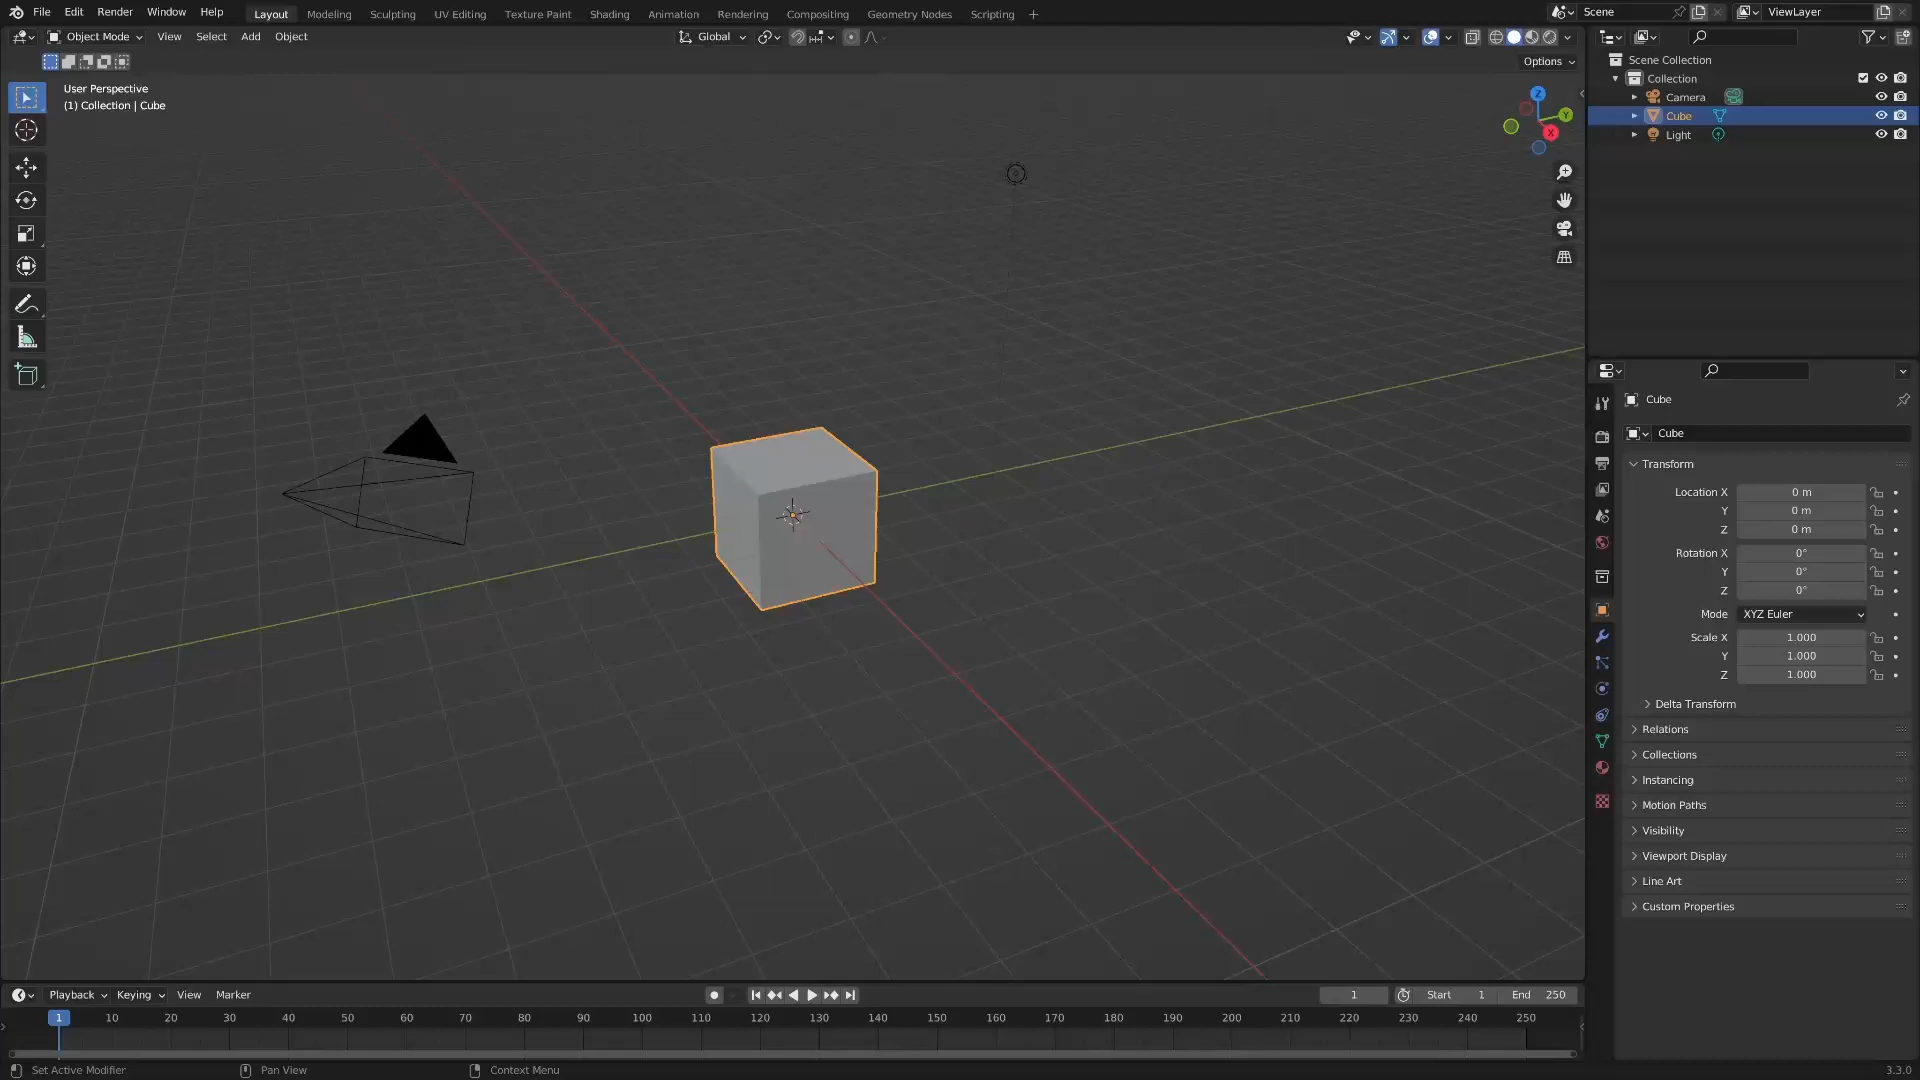 File Edit Render Window Help Layout Modeling Sculpting UV Editing Texture Paint Shading Animation Rendering Compositing Geometry Nodes Scripting + Scene ViewLayer
Object Mode View Select Add Object Global
Options
User Perspective
(1) Collection | Cube
Z
Y
X
Scene Collection
Collection
Camera
Cube
Light
Cube
Cube
Transform
Location X 0 m
Y 0 m
Z 0 m
Rotation X 0°
Y 0°
Z 0°
Mode XYZ Euler
Scale X 1.000
Y 1.000
Z 1.000
Delta Transform
Relations
Collections
Instancing
Motion Paths
Visibility
Viewport Display
Line Art
Custom Properties
Playback Keying View Marker 1 Start 1 End 250
1 10 20 30 40 50 60 70 80 90 100 110 120 130 140 150 160 170 180 190 200 210 220 230 240 250
Set Active Modifier Pan View Context Menu 3.3.0